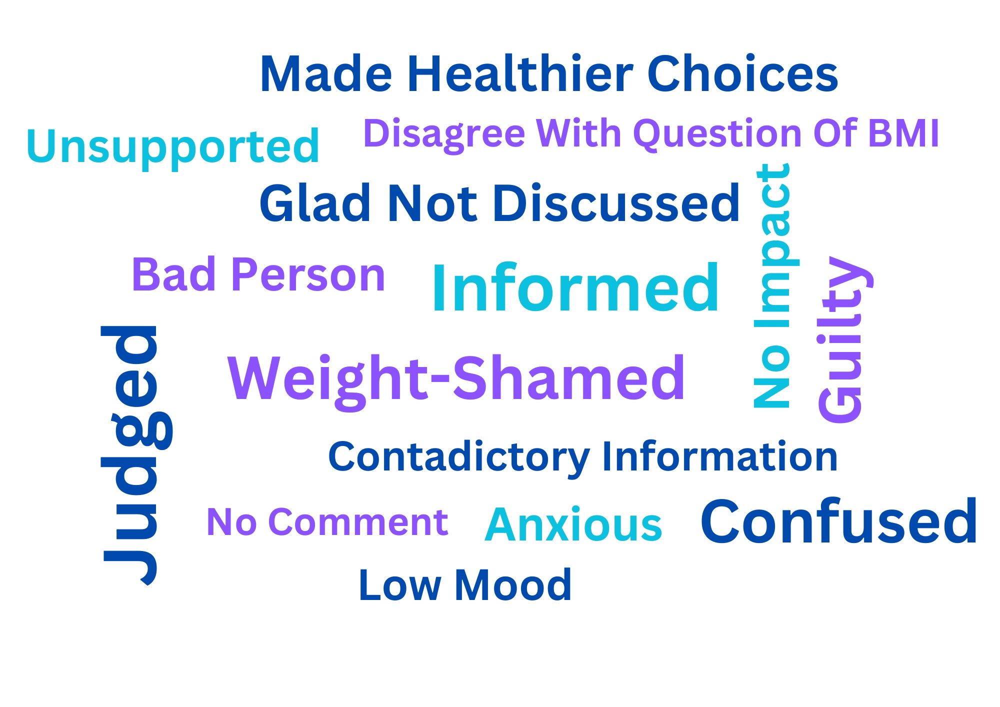 Made Healthier Choices
Unsupported
Disagree With Question Of BMI
Glad Not Discussed
No Impact
Bad Person
Informed
Guilty
Judged
Weight-Shamed
Contadictory Information
No Comment
Anxious
Confused
Low Mood